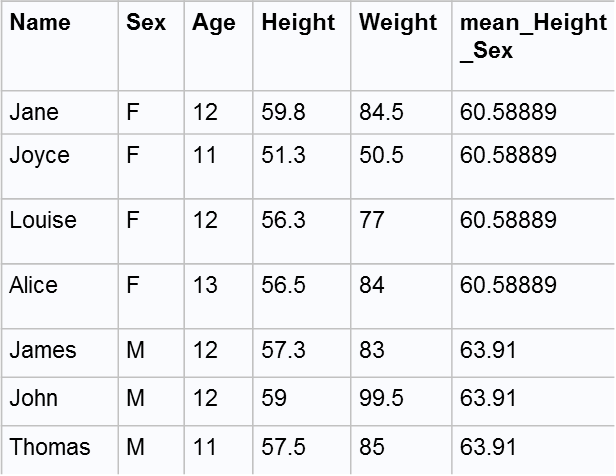 Name Sex Age Height Weight mean_Height
_Sex
Jane F 12 59.8 84.5 60.58889
Joyce F 11 51.3 50.5 60.58889
Louise F 12 56.3 77 60.58889
Alice F 13 56.5 84 60.58889
James M 12 57.3 83 63.91
John M 12 59 99.5 63.91
Thomas M 11 57.5 85 63.91